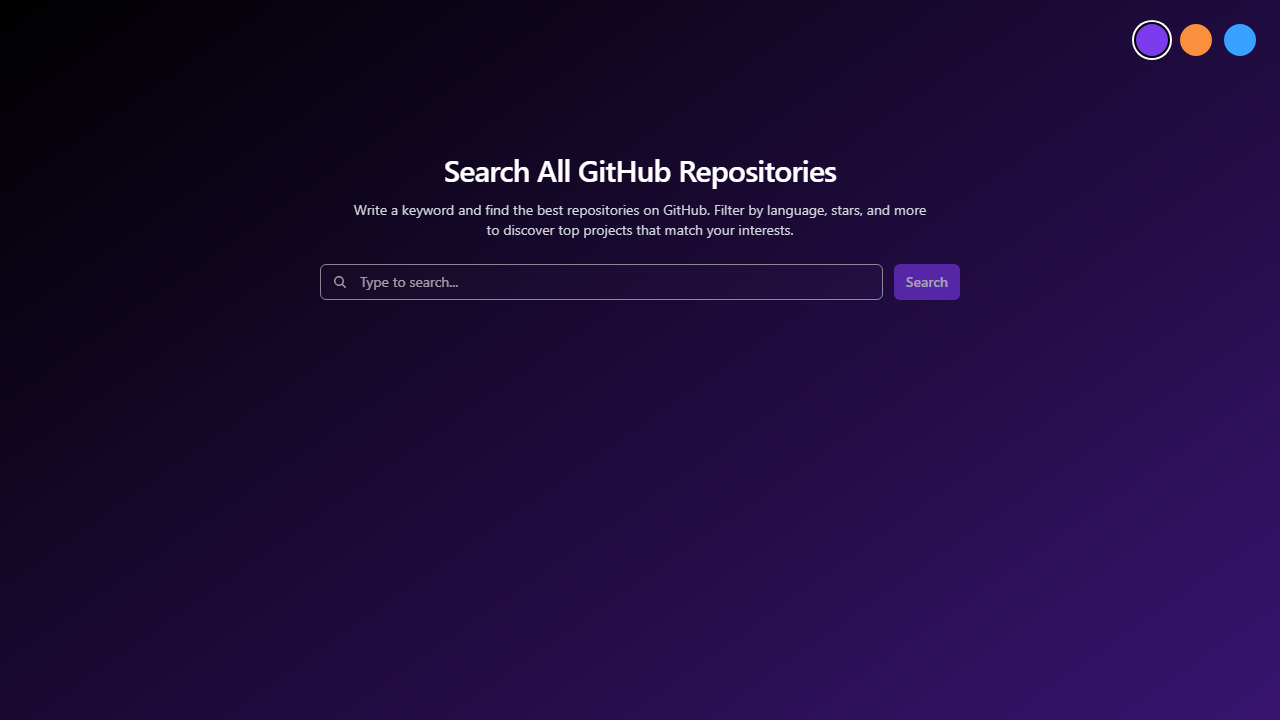 Search All GitHub Repositories
Write a keyword and find the best repositories on GitHub. Filter by language, stars, and more
to discover top projects that match your interests.
Type to search...
Search